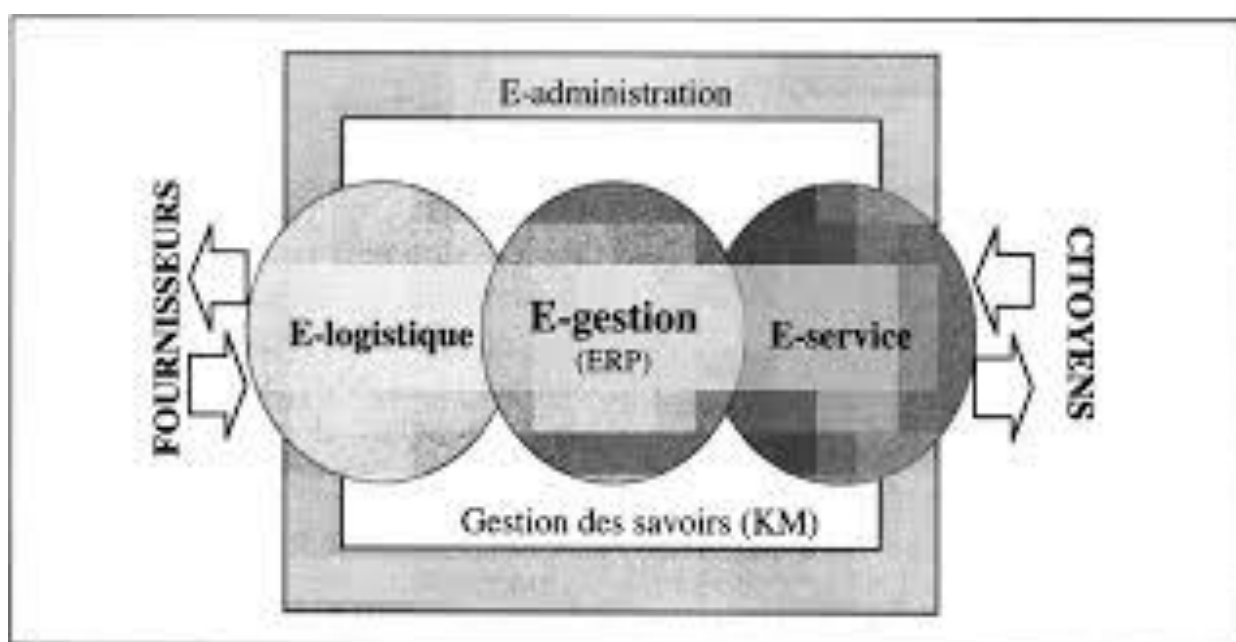 E-administration
FOURNISSEURS
E-logistique
E-gestion
(ERP)
E-service
CITOYENS
Gestion des savoirs (KM)